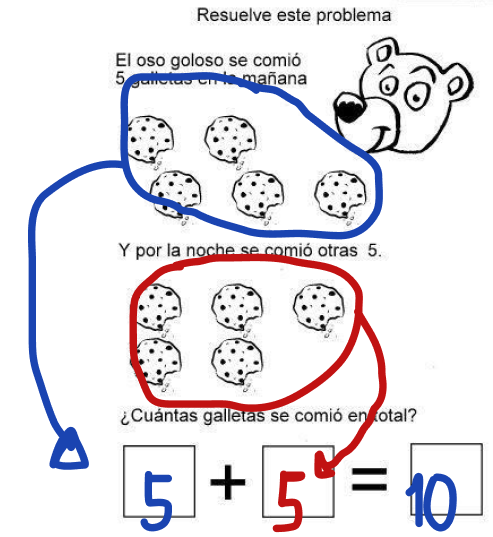 Resuelve este problema
El oso goloso se comió
5 galletas en la mañana
Y por la noche se comió otras 5.
¿Cuántas galletas se comió en total?
5 + 5 = 10